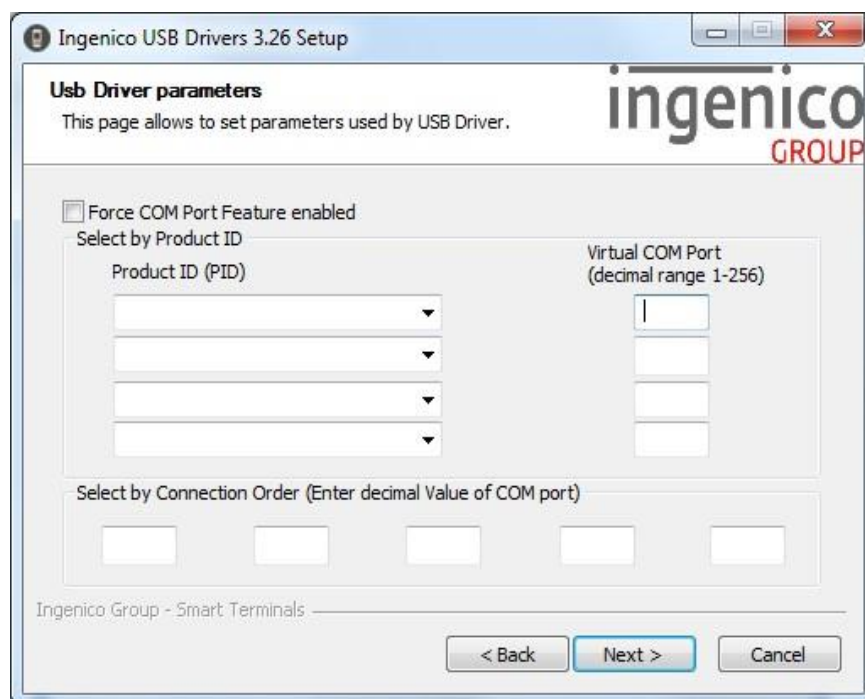 Ingenico USB Drivers 3.26 Setup
Usb Driver parameters
This page allows to set parameters used by USB Driver.
ingenico
GROUP
Force COM Port Feature enabled
Select by Product ID
Product ID (PID)
Virtual COM Port
(decimal range 1-256)
Select by Connection Order (Enter decimal Value of COM port)
Ingenico Group - Smart Terminals
< Back
Next >
Cancel